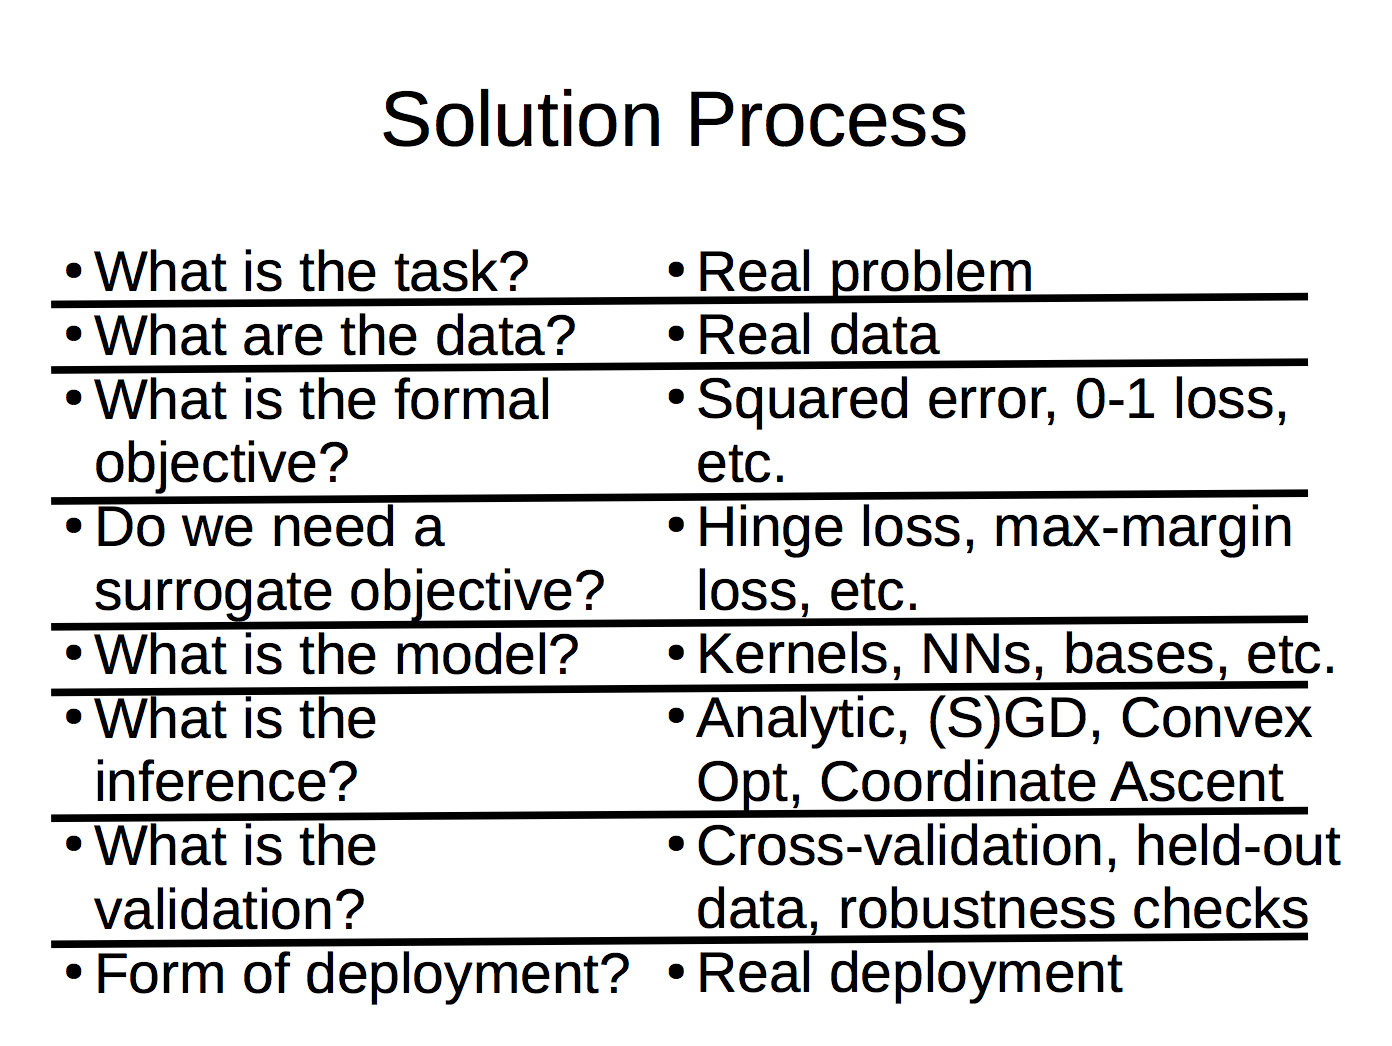 Solution Process
• What is the task?
• Real problem
• What are the data?
• Real data
• What is the formal
objective?
• Squared error, 0-1 loss,
etc.
• Do we need a
surrogate objective?
• Hinge loss, max-margin
loss, etc.
• What is the model?
• Kernels, NNs, bases, etc.
• What is the
inference?
• Analytic, (S)GD, Convex
Opt, Coordinate Ascent
• What is the
validation?
• Cross-validation, held-out
data, robustness checks
• Form of deployment?
• Real deployment